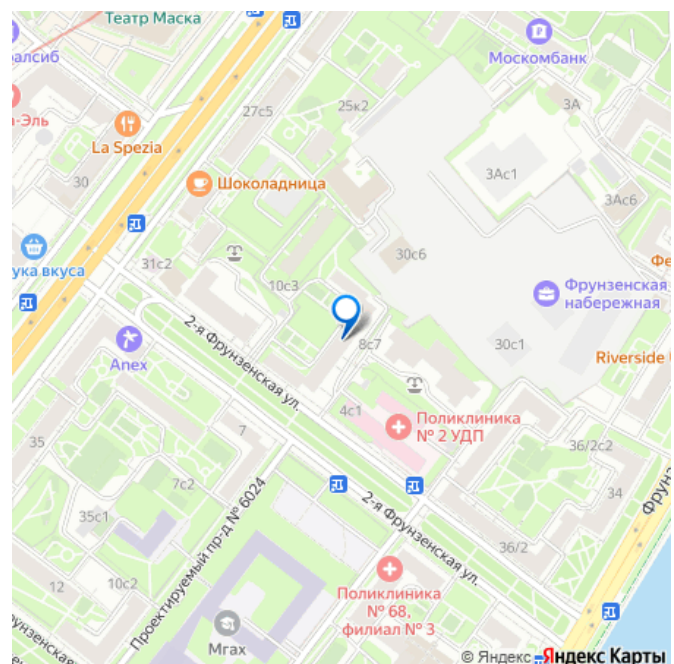 Театр Маска
алсиб
Москомбанк
27с5
25к2
3А
а-Эль
La Spezia
30
Шоколадница
3Ас1
3Ас6
30с6
ука вкуса
31с2
10с3
Фе
Фрунзенская
набережная
2-я Фрунзенская ул.
Anex
8с7
30с1
Riverside
4с1
Поликлиника
№ 2 УДП
35
7
36/2с2
7с2
34
Фрунз
35с1
Проектируемый пр-д № 6024
2-я Фрунзенская ул.
36/2
12
10с2
Поликлиника
№ 68,
филиал № 3
унзенская
Мгах
© Яндекс
Яндекс Карты